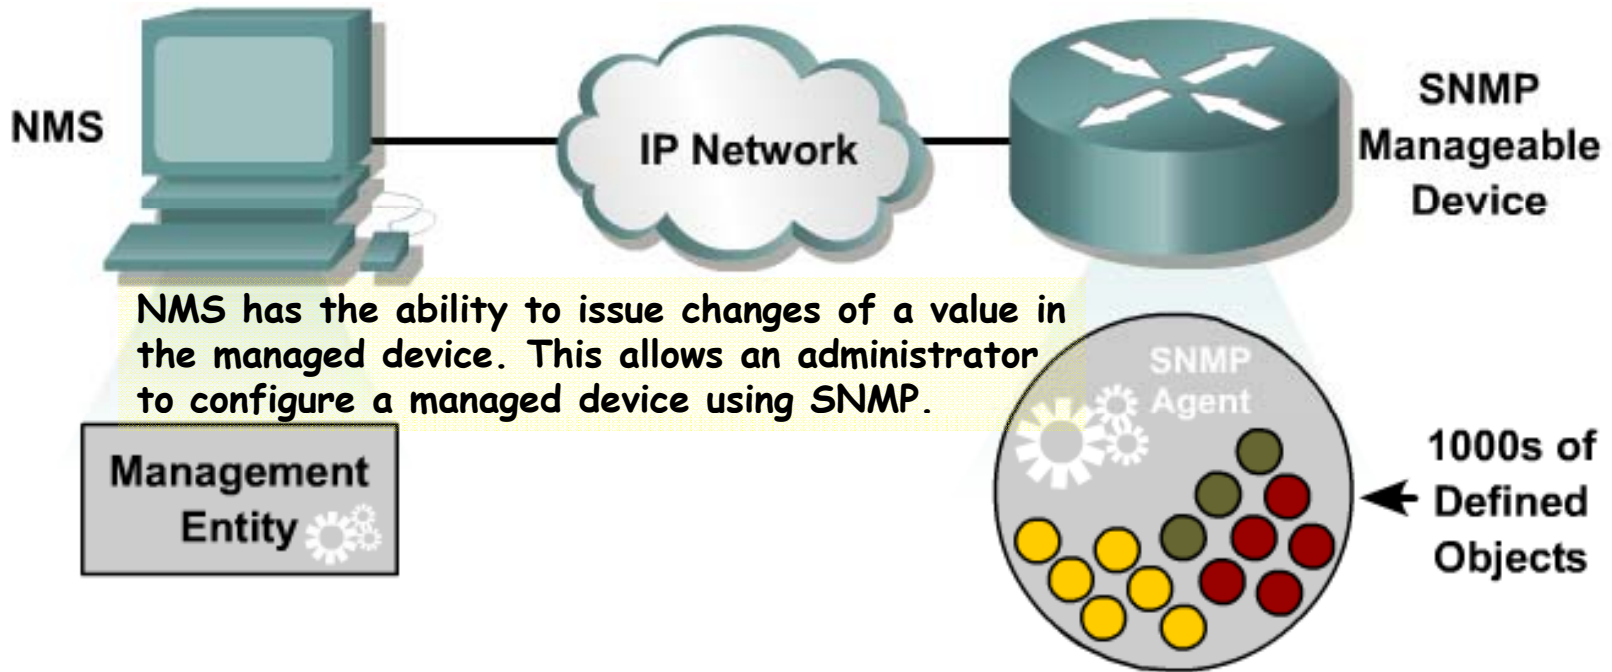 NMS
IP Network
SNMP
Manageable
Device
NMS has the ability to issue changes of a value in
the managed device. This allows an administrator
to configure a managed device using SNMP.
Management
Entity
SNMP
Agent
1000s of
Defined
Objects